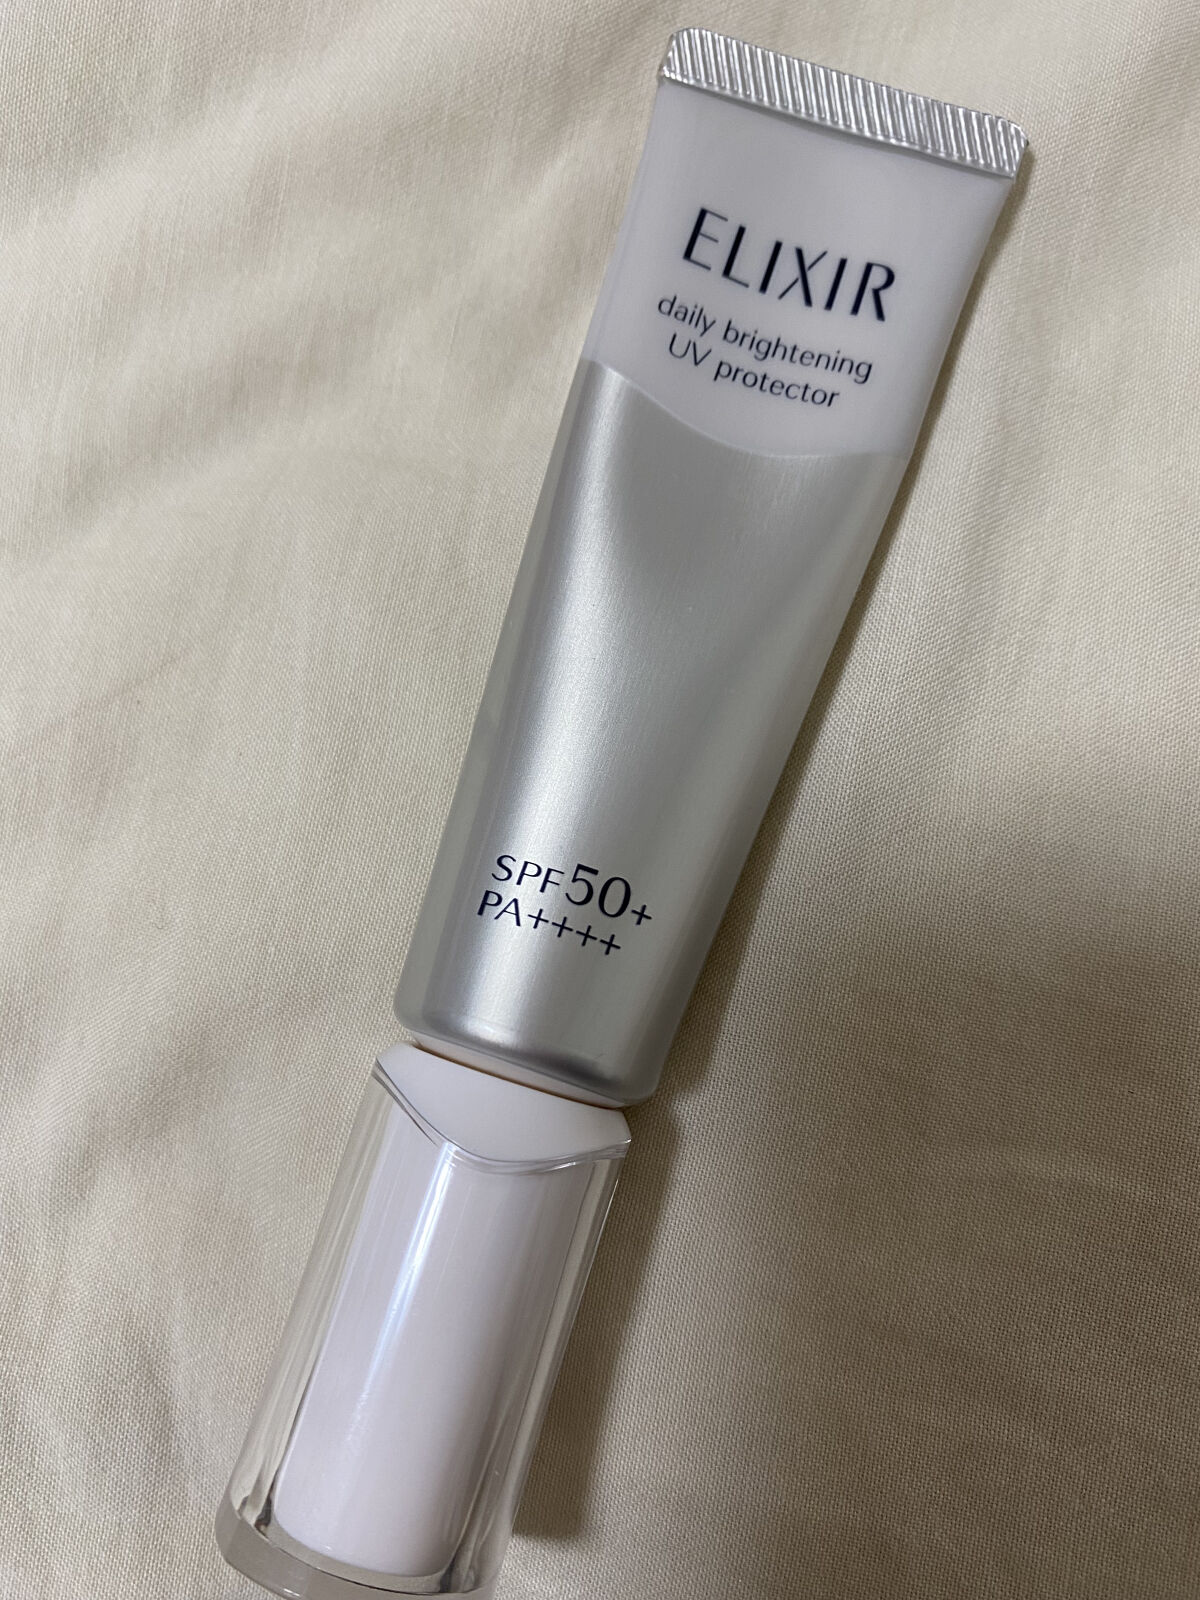 ELIXIR
daily brightening
UV protector
SPF50+
PA++++